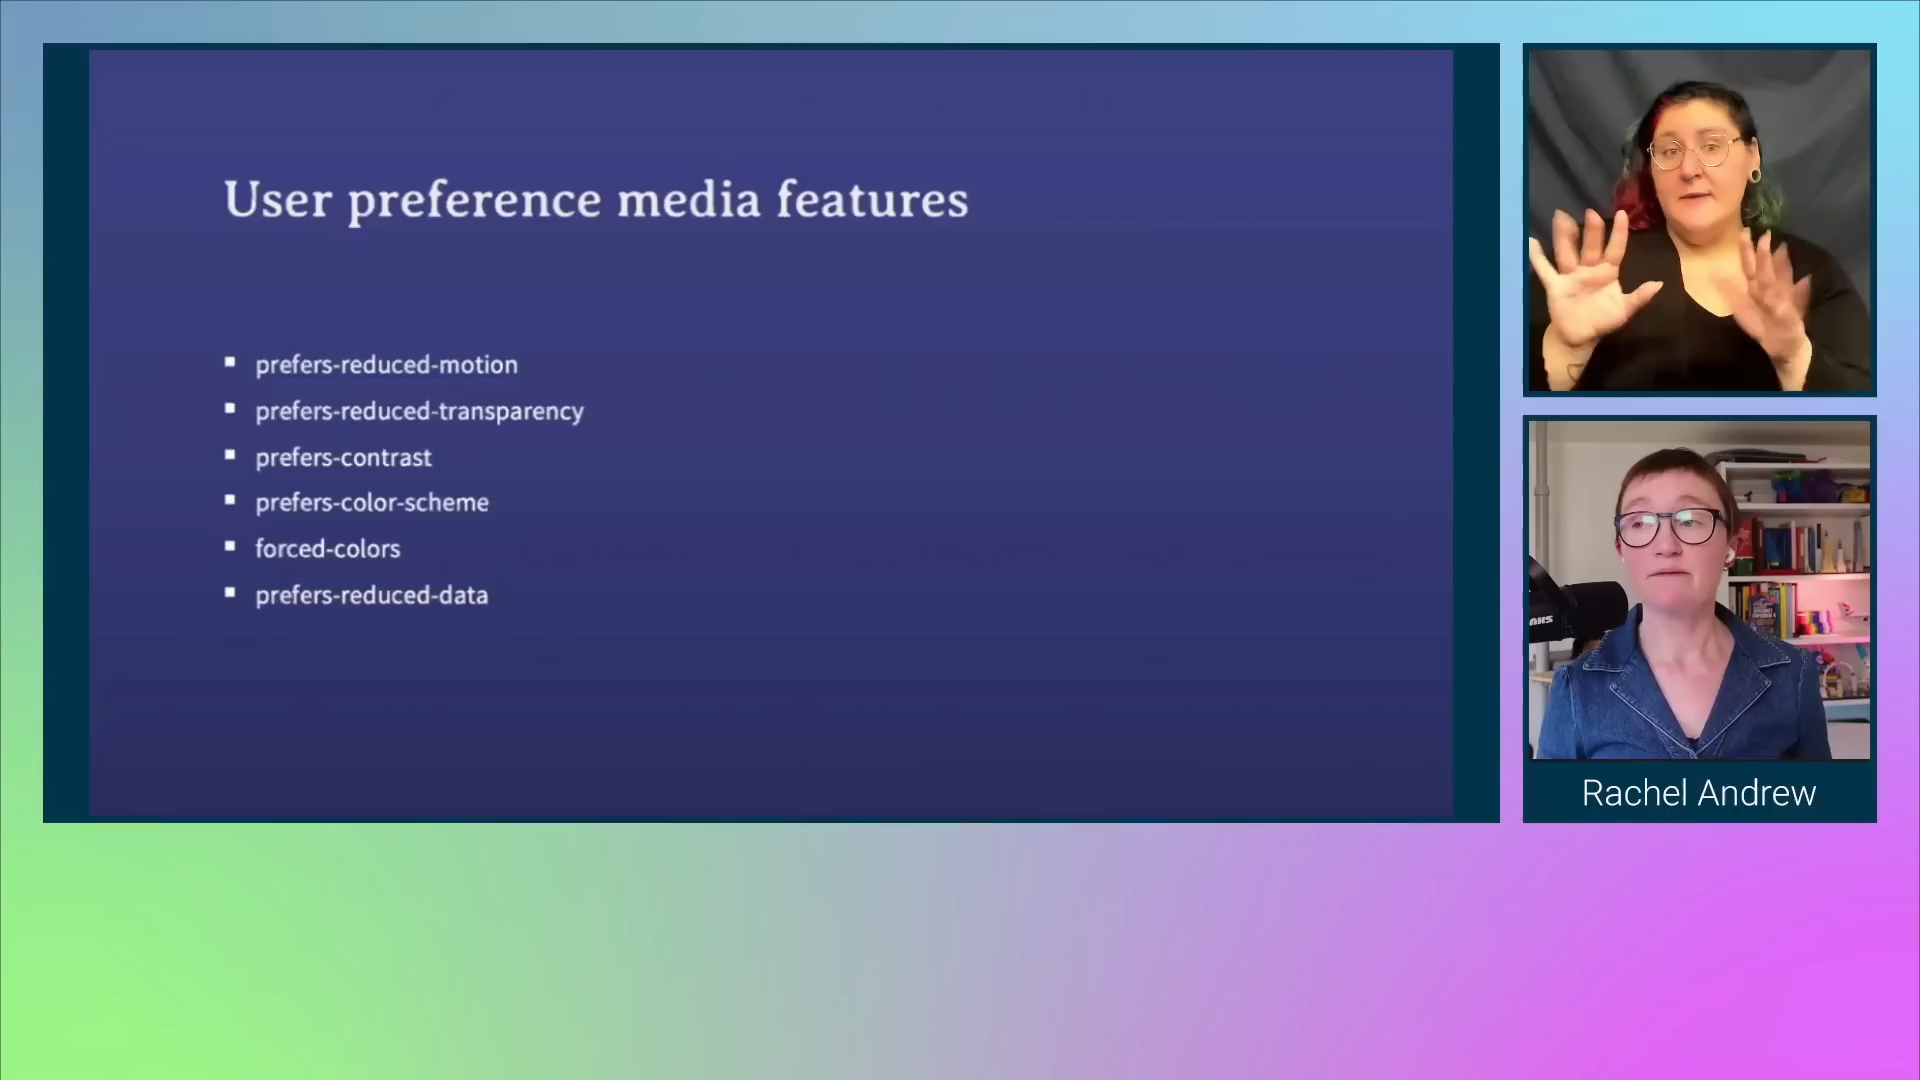 User preference media features
prefers-reduced-motion
prefers-reduced-transparency
prefers-contrast
prefers-color-scheme
forced-colors
prefers-reduced-data
Rachel Andrew